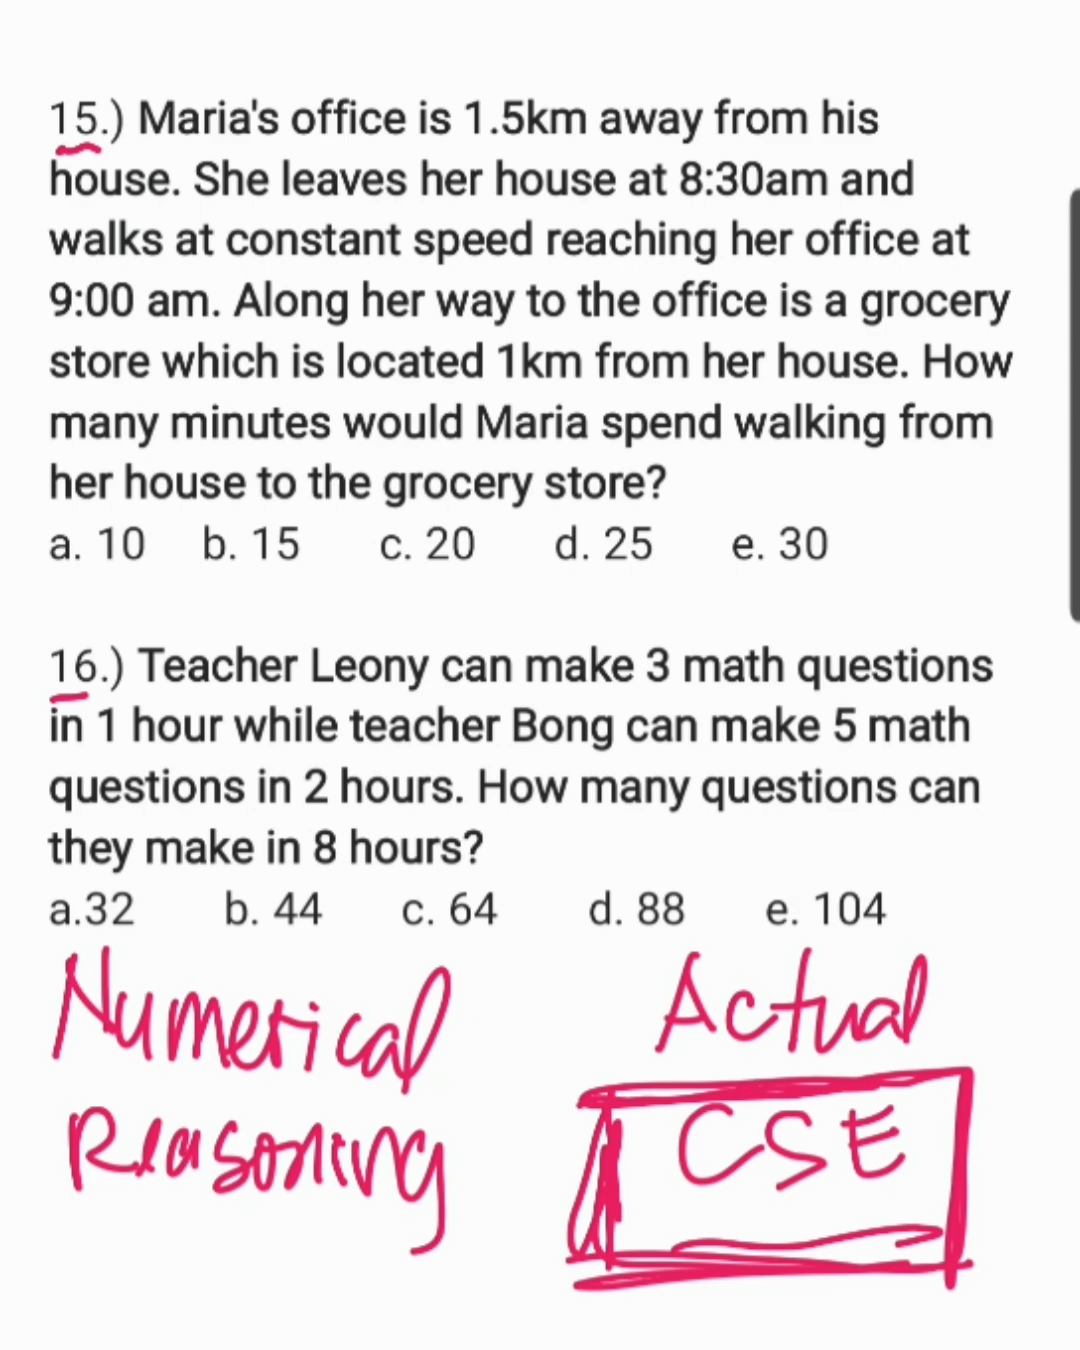 15.) Maria's office is 1.5km away from his
house. She leaves her house at 8:30am and
walks at constant speed reaching her office at
9:00 am. Along her way to the office is a grocery
store which is located 1km from her house. How
many minutes would Maria spend walking from
her house to the grocery store?
a. 10 b. 15 c. 20 d. 25 e. 30
16.) Teacher Leony can make 3 math questions
in 1 hour while teacher Bong can make 5 math
questions in 2 hours. How many questions can
they make in 8 hours?
a.32 b. 44 c. 64 d. 88 e. 104
Numerical Actual
Reasoning CSE